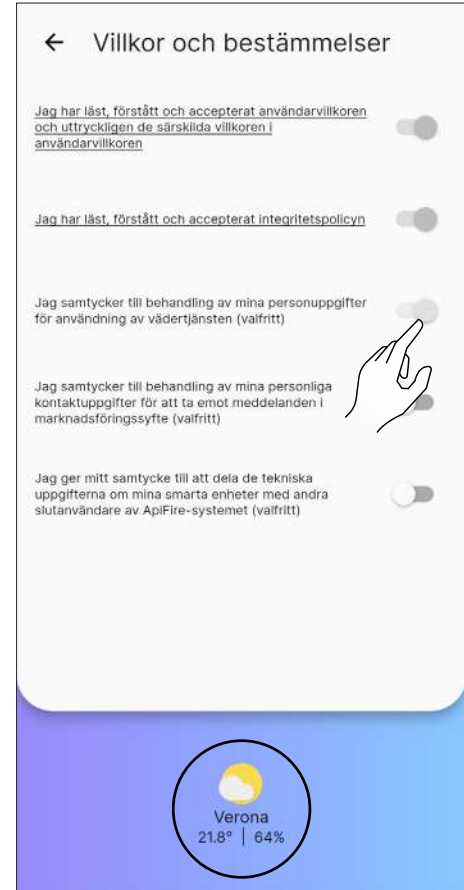 Villkor och bestämmelser
Jag har läst, förstått och accepterat användarvillkoren
och uttryckligen de särskilda villkoren i
användarvillkoren
Jag har läst, förstått och accepterat integritetspolicyn
Jag samtycker till behandling av mina personuppgifter
för användning av vädertjänsten (valfritt)
Jag samtycker till behandling av mina personliga
kontaktuppgifter för att ta emot meddelanden i
marknadsföringssyfte (valfritt)
Jag ger mitt samtycke till att dela de tekniska
uppgifterna om mina smarta enheter med andra
slutanvändare av ApiFire-systemet (valfritt)
Verona
21.8° | 64%